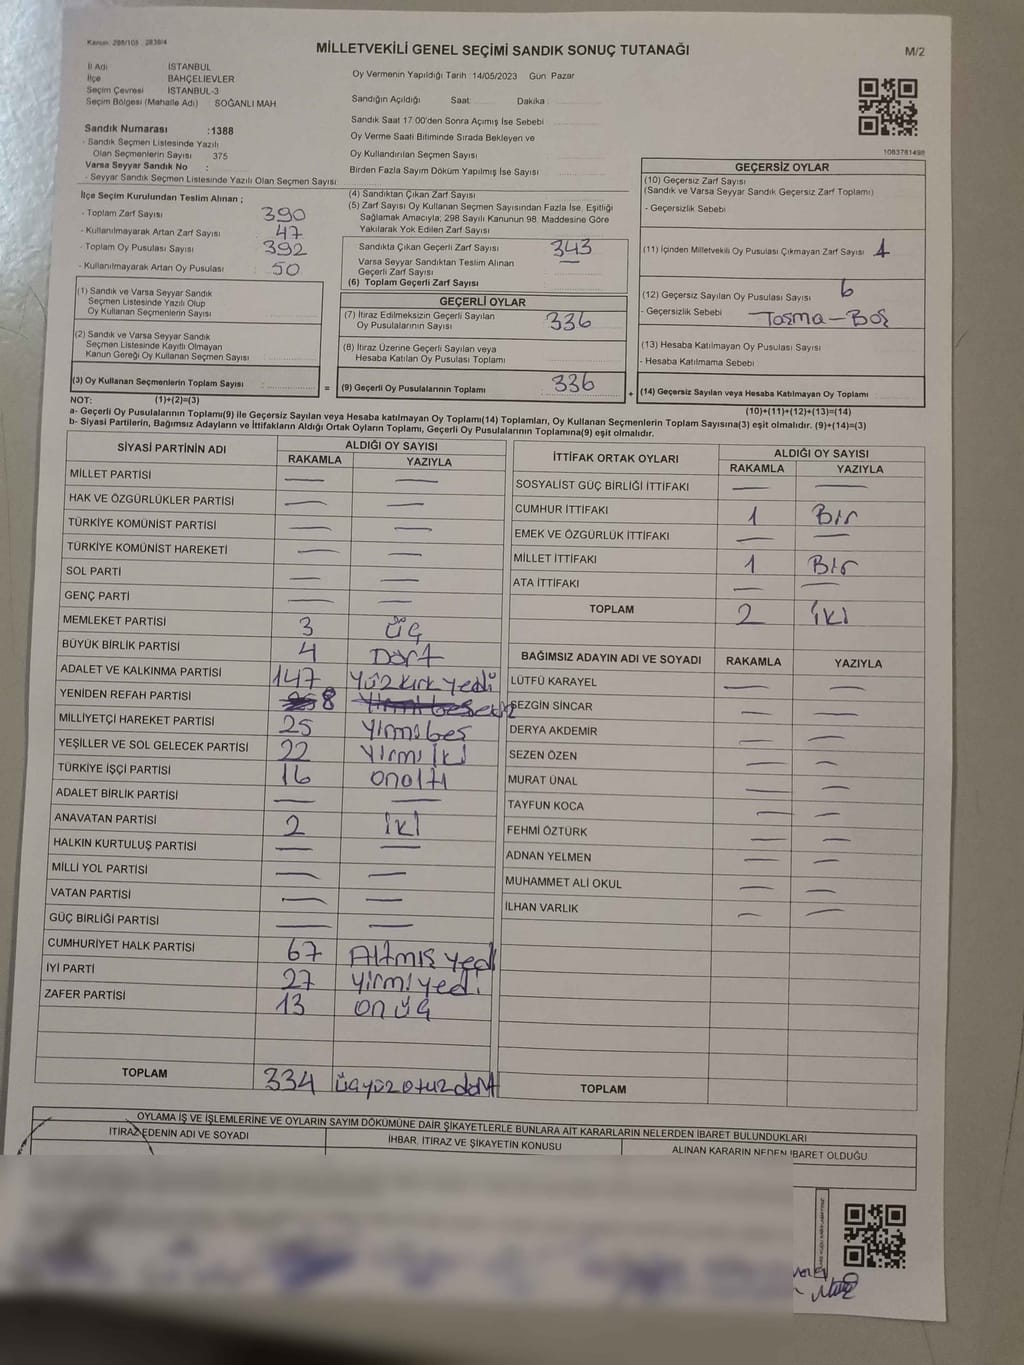 Kanun: 298/105 , 2839/4
MİLLETVEKİLİ GENEL SEÇİMİ SANDIK SONUÇ TUTANAĞI
M/2
İl Adı İSTANBUL
İlçe BAHÇELİEVLER
Seçim Çevresi İSTANBUL-3
Seçim Bölgesi (Mahalle Adı) : SOĞANLI MAH
Oy Vermenin Yapıldığı Tarih : 14/05/2023 Gün Pazar
Sandığın Açıldığı Saat: Dakika :
Sandık Saat 17:00'den Sonra Açımış İse Sebebi
Oy Verme Saati Bitiminde Sırada Bekleyen ve
Oy Kullandırılan Seçmen Sayısı
Birden Fazla Sayım Döküm Yapılmış İse Sayısı
Sandık Numarası :1388
- Sandık Seçmen Listesinde Yazılı
Olan Seçmenlerin Sayısı 375
Varsa Seyyar Sandık No :
- Seyyar Sandık Seçmen Listesinde Yazılı Olan Seçmen Sayısı:
1083781498
İlçe Seçim Kurulundan Teslim Alınan ;
- Toplam Zarf Sayısı 390
- Kullanılmayarak Artan Zarf Sayısı 47
- Toplam Oy Pusulası Sayısı 392
- Kullanılmayarak Artan Oy Pusulası : 50
(1) Sandık ve Varsa Seyyar Sandık
Seçmen Listesinde Yazılı Olup
Oy Kullanan Seçmenlerin Sayısı
(2) Sandık ve Varsa Seyyar Sandık
Seçmen Listesinde Kayıtlı Olmayan
Kanun Gereği Oy Kullanan Seçmen Sayısı
(3) Oy Kullanan Seçmenlerin Toplam Sayısı :
(4) Sandıktan Çıkan Zarf Sayısı
(5) Zarf Sayısı Oy Kullanan Seçmen Sayısından Fazla İse, Eşitliği
Sağlamak Amacıyla; 298 Sayılı Kanunun 98. Maddesine Göre
Yakılarak Yok Edilen Zarf Sayısı
Sandıkta Çıkan Geçerli Zarf Sayısı 343
Varsa Seyyar Sandıktan Teslim Alınan
Geçerli Zarf Sayısı
(6) Toplam Geçerli Zarf Sayısı
GEÇERLİ OYLAR
(7) İtiraz Edilmeksizin Geçerli Sayılan
Oy Pusulalarının Sayısı 336
(8) İtiraz Üzerine Geçerli Sayılan veya
Hesaba Katılan Oy Pusulası Toplamı
= (9) Geçerli Oy Pusulalarının Toplamı 336
GEÇERSİZ OYLAR
(10) Geçersiz Zarf Sayısı
(Sandık ve Varsa Seyyar Sandık Geçersiz Zarf Toplamı)
- Geçersizlik Sebebi
(11) İçinden Milletvekili Oy Pusulası Çıkmayan Zarf Sayısı 1
(12) Geçersiz Sayılan Oy Pusulası Sayısı 6
- Geçersizlik Sebebi Taşma-Boş
(13) Hesaba Katılmayan Oy Pusulası Sayısı
- Hesaba Katılmama Sebebi
+ (14) Geçersiz Sayılan veya Hesaba Katılmayan Oy Toplamı
NOT: (1)+(2)=(3)
(10)+(11)+(12)+(13)=(14)
a- Geçerli Oy Pusulalarının Toplamı(9) ile Geçersiz Sayılan veya Hesaba katılmayan Oy Toplamı(14) Toplamları, Oy Kullanan Seçmenlerin Toplam Sayısına(3) eşit olmalıdır. (9)+(14)=(3)
b- Siyasi Partilerin, Bağımsız Adayların ve İttifakların Aldığı Ortak Oyların Toplamı, Geçerli Oy Pusulalarının Toplamına(9) eşit olmalıdır.
SİYASİ PARTİNİN ADI ALDIĞI OY SAYISI
RAKAMLA YAZIYLA
MİLLET PARTİSI — —
HAK VE ÖZGÜRLÜKLER PARTİSİ — —
TÜRKİYE KOMÜNİST PARTİSİ — —
TÜRKİYE KOMÜNİST HAREKETİ — —
SOL PARTİ — —
GENÇ PARTİ — —
MEMLEKET PARTİSİ 3 üç
BÜYÜK BİRLİK PARTİSİ 4 Dört
ADALET VE KALKINMA PARTİSİ 147 Yüzkırkyedi
YENİDEN REFAH PARTİSİ 8
MİLLİYETÇİ HAREKET PARTİSİ 25 Yirmibeş
YEŞİLLER VE SOL GELECEK PARTİSİ 22 Yirmi iki
TÜRKİYE İŞÇİ PARTİSİ 16 onaltı
ADALET BİRLİK PARTİSİ — —
ANAVATAN PARTİSİ 2 iki
HALKIN KURTULUŞ PARTİSİ — —
MİLLİ YOL PARTİSİ — —
VATAN PARTİSİ — —
GÜÇ BİRLİĞİ PARTİSİ — —
CUMHURİYET HALK PARTİSİ 67 Altmış yedi
İYİ PARTİ 27 yirmiyedi
ZAFER PARTİSİ 13 onüç
TOPLAM 334 üçyüzotuzdört
İTTİFAK ORTAK OYLARI ALDIĞI OY SAYISI
RAKAMLA YAZIYLA
SOSYALİST GÜÇ BİRLİĞİ İTTİFAKI — —
CUMHUR İTTİFAKI 1 Bir
EMEK VE ÖZGÜRLÜK İTTİFAKI — —
MİLLET İTTİFAKI 1 Bir
ATA İTTİFAKI — —
TOPLAM 2 iki
BAĞIMSIZ ADAYIN ADI VE SOYADI RAKAMLA YAZIYLA
LÜTFÜ KARAYEL — —
SEZGİN SİNCAR — —
DERYA AKDEMİR — —
SEZEN ÖZEN — —
MURAT ÜNAL — —
TAYFUN KOCA — —
FEHMİ ÖZTÜRK — —
ADNAN YELMEN — —
MUHAMMET ALİ OKUL — —
İLHAN VARLIK — —
TOPLAM
OYLAMA İŞ VE İŞLEMLERİNE VE OYLARIN SAYIM DÖKÜMÜNE DAİR ŞİKAYETLERLE BUNLARA AİT KARARLARIN NELERDEN İBARET BULUNDUKLARI
İTİRAZ EDENİN ADI VE SOYADI İHBAR, İTİRAZ VE ŞİKAYETİN KONUSU ALINAN KARARIN NEDEN İBARET OLDUĞU